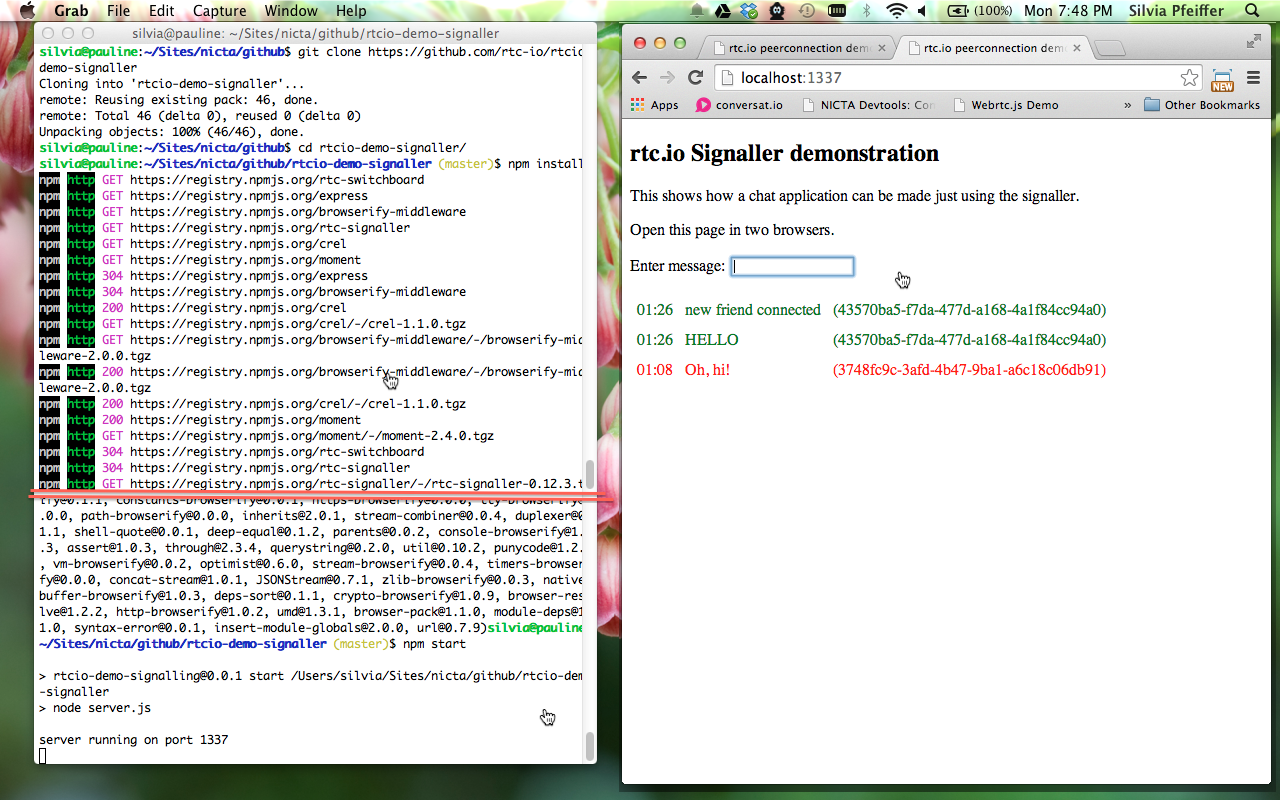 Grab File Edit Capture Window Help (100%) Mon 7:48 PM Silvia Pfeiffer
silvia@pauline: ~/Sites/nicta/github/rtcio-demo-signaller
silvia@pauline:~/Sites/nicta/github$ git clone https://github.com/rtc-io/rtcio
demo-signaller
Cloning into 'rtcio-demo-signaller'...
remote: Reusing existing pack: 46, done.
remote: Total 46 (delta 0), reused 0 (delta 0)
Unpacking objects: 100% (46/46), done.
silvia@pauline:~/Sites/nicta/github$ cd rtcio-demo-signaller/
silvia@pauline:~/Sites/nicta/github/rtcio-demo-signaller (master)$ npm install
npm http GET https://registry.npmjs.org/rtc-switchboard
npm http GET https://registry.npmjs.org/express
npm http GET https://registry.npmjs.org/browserify-middleware
npm http GET https://registry.npmjs.org/rtc-signaller
npm http GET https://registry.npmjs.org/crel
npm http GET https://registry.npmjs.org/moment
npm http 304 https://registry.npmjs.org/express
npm http 304 https://registry.npmjs.org/browserify-middleware
npm http 200 https://registry.npmjs.org/crel
npm http GET https://registry.npmjs.org/crel/-/crel-1.1.0.tgz
npm http GET https://registry.npmjs.org/browserify-middleware/-/browserify-mid
leware-2.0.0.tgz
npm http 200 https://registry.npmjs.org/browserify-middleware/-/browserify-mid
leware-2.0.0.tgz
npm http 200 https://registry.npmjs.org/crel/-/crel-1.1.0.tgz
npm http 200 https://registry.npmjs.org/moment
npm http GET https://registry.npmjs.org/moment/-/moment-2.4.0.tgz
npm http 304 https://registry.npmjs.org/rtc-switchboard
npm http 304 https://registry.npmjs.org/rtc-signaller
npm http GET https://registry.npmjs.org/rtc-signaller/-/rtc-signaller-0.12.3.t
rify@0.1.1, constants-browserify@0.0.1, https-browserify@0.0.0, tty-browserify@
.0.0, path-browserify@0.0.0, inherits@2.0.1, stream-combiner@0.0.4, duplexer@0
1.1, shell-quote@0.0.1, deep-equal@0.1.2, parents@0.0.2, console-browserify@1.
.3, assert@1.0.3, through@2.3.4, querystring@0.2.0, util@0.10.2, punycode@1.2.
, vm-browserify@0.0.2, optimist@0.6.0, stream-browserify@0.0.4, timers-browser
fy@0.0.0, concat-stream@1.0.1, JSONStream@0.7.1, zlib-browserify@0.0.3, native
buffer-browserify@1.0.3, deps-sort@0.1.1, crypto-browserify@1.0.9, browser-res
lve@1.2.2, http-browserify@1.0.2, umd@1.3.1, browser-pack@1.1.0, module-deps@1
1.0, syntax-error@0.0.1, insert-module-globals@2.0.0, url@0.7.9)silvia@pauline
~/Sites/nicta/github/rtcio-demo-signaller (master)$ npm start
> rtcio-demo-signalling@0.0.1 start /Users/silvia/Sites/nicta/github/rtcio-dem
-signaller
> node server.js
server running on port 1337
rtc.io peerconnection demo rtc.io peerconnection demo
localhost:1337 NEW
Apps conversat.io NICTA Devtools: Con Webrtc.js Demo » Other Bookmarks
rtc.io Signaller demonstration
This shows how a chat application can be made just using the signaller.
Open this page in two browsers.
Enter message:
01:26 new friend connected (43570ba5-f7da-477d-a168-4a1f84cc94a0)
01:26 HELLO (43570ba5-f7da-477d-a168-4a1f84cc94a0)
01:08 Oh, hi! (3748fc9c-3afd-4b47-9ba1-a6c18c06db91)